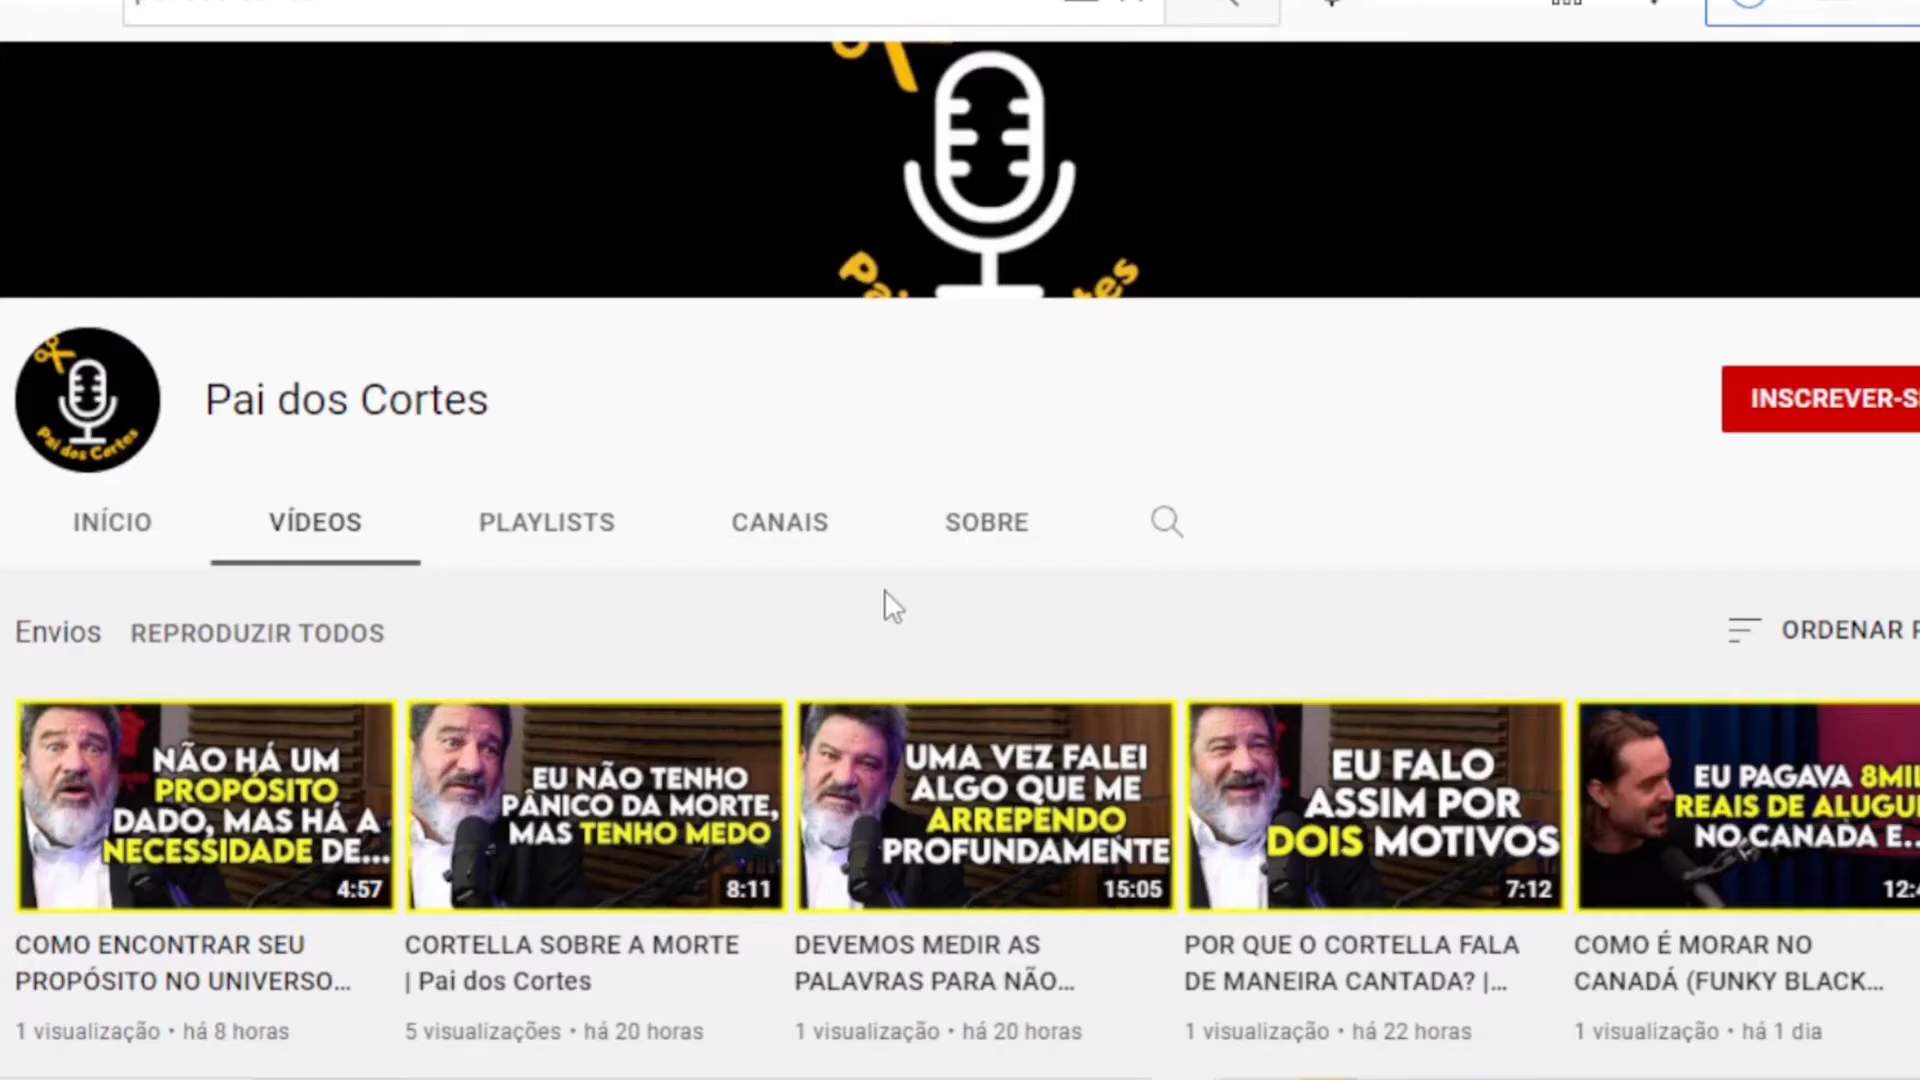 Pai dos Cortes
INSCREVER-S
INÍCIO VÍDEOS PLAYLISTS CANAIS SOBRE
Envios REPRODUZIR TODOS
ORDENAR
NÃO HÁ UM
PROPÓSITO
DADO, MAS HÁ A
NECESSIDADE DE...
4:57
EU NÃO TENHO
PÂNICO DA MORTE,
MAS TENHO MEDO
8:11
UMA VEZ FALEI
ALGO QUE ME
ARREPENDO
PROFUNDAMENTE
15:05
EU FALO
ASSIM POR
DOIS MOTIVOS
7:12
EU PAGAVA 8MIL
REAIS DE ALUGUE
NO CANADA E...
12:4
COMO ENCONTRAR SEU
PROPÓSITO NO UNIVERSO...
1 visualização • há 8 horas
CORTELLA SOBRE A MORTE
| Pai dos Cortes
5 visualizações • há 20 horas
DEVEMOS MEDIR AS
PALAVRAS PARA NÃO...
1 visualização • há 20 horas
POR QUE O CORTELLA FALA
DE MANEIRA CANTADA? |...
1 visualização • há 22 horas
COMO É MORAR NO
CANADÁ (FUNKY BLACK...
1 visualização • há 1 dia